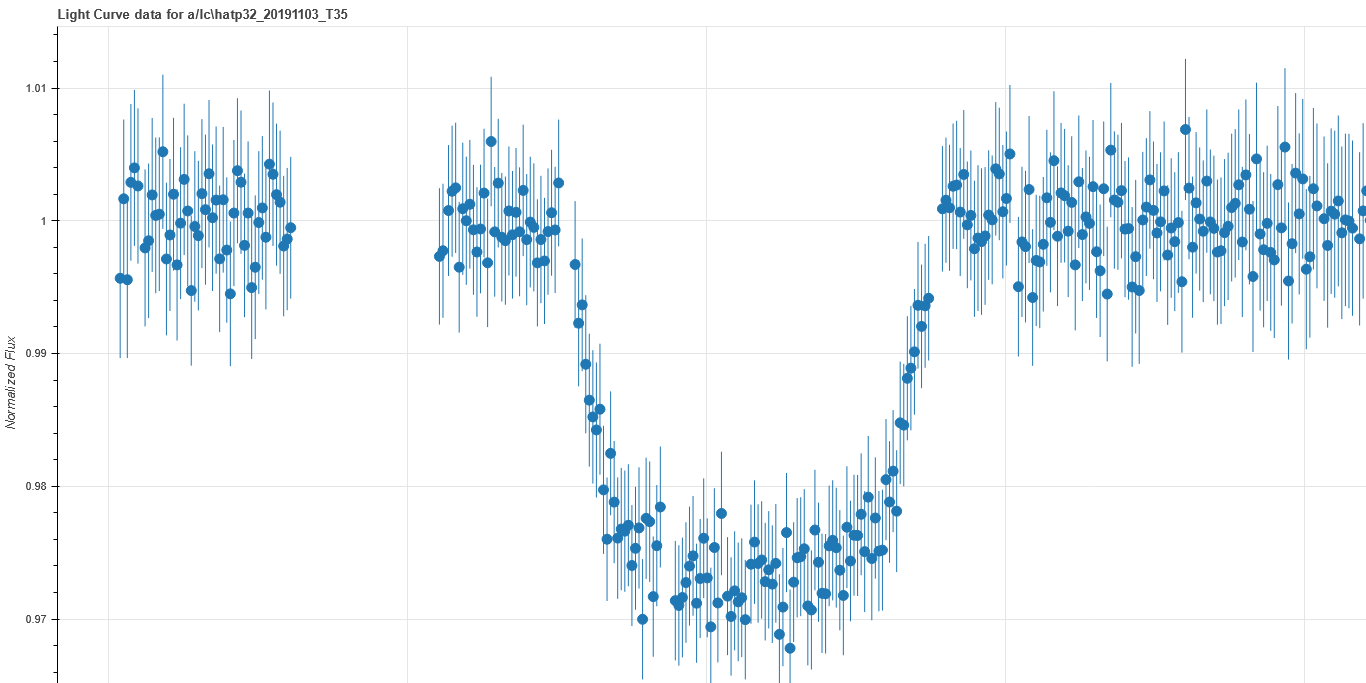 Light Curve data for a/lc\hatp32_20191103_T35
1.01
1
0.99
0.98
0.97
Normalized Flux